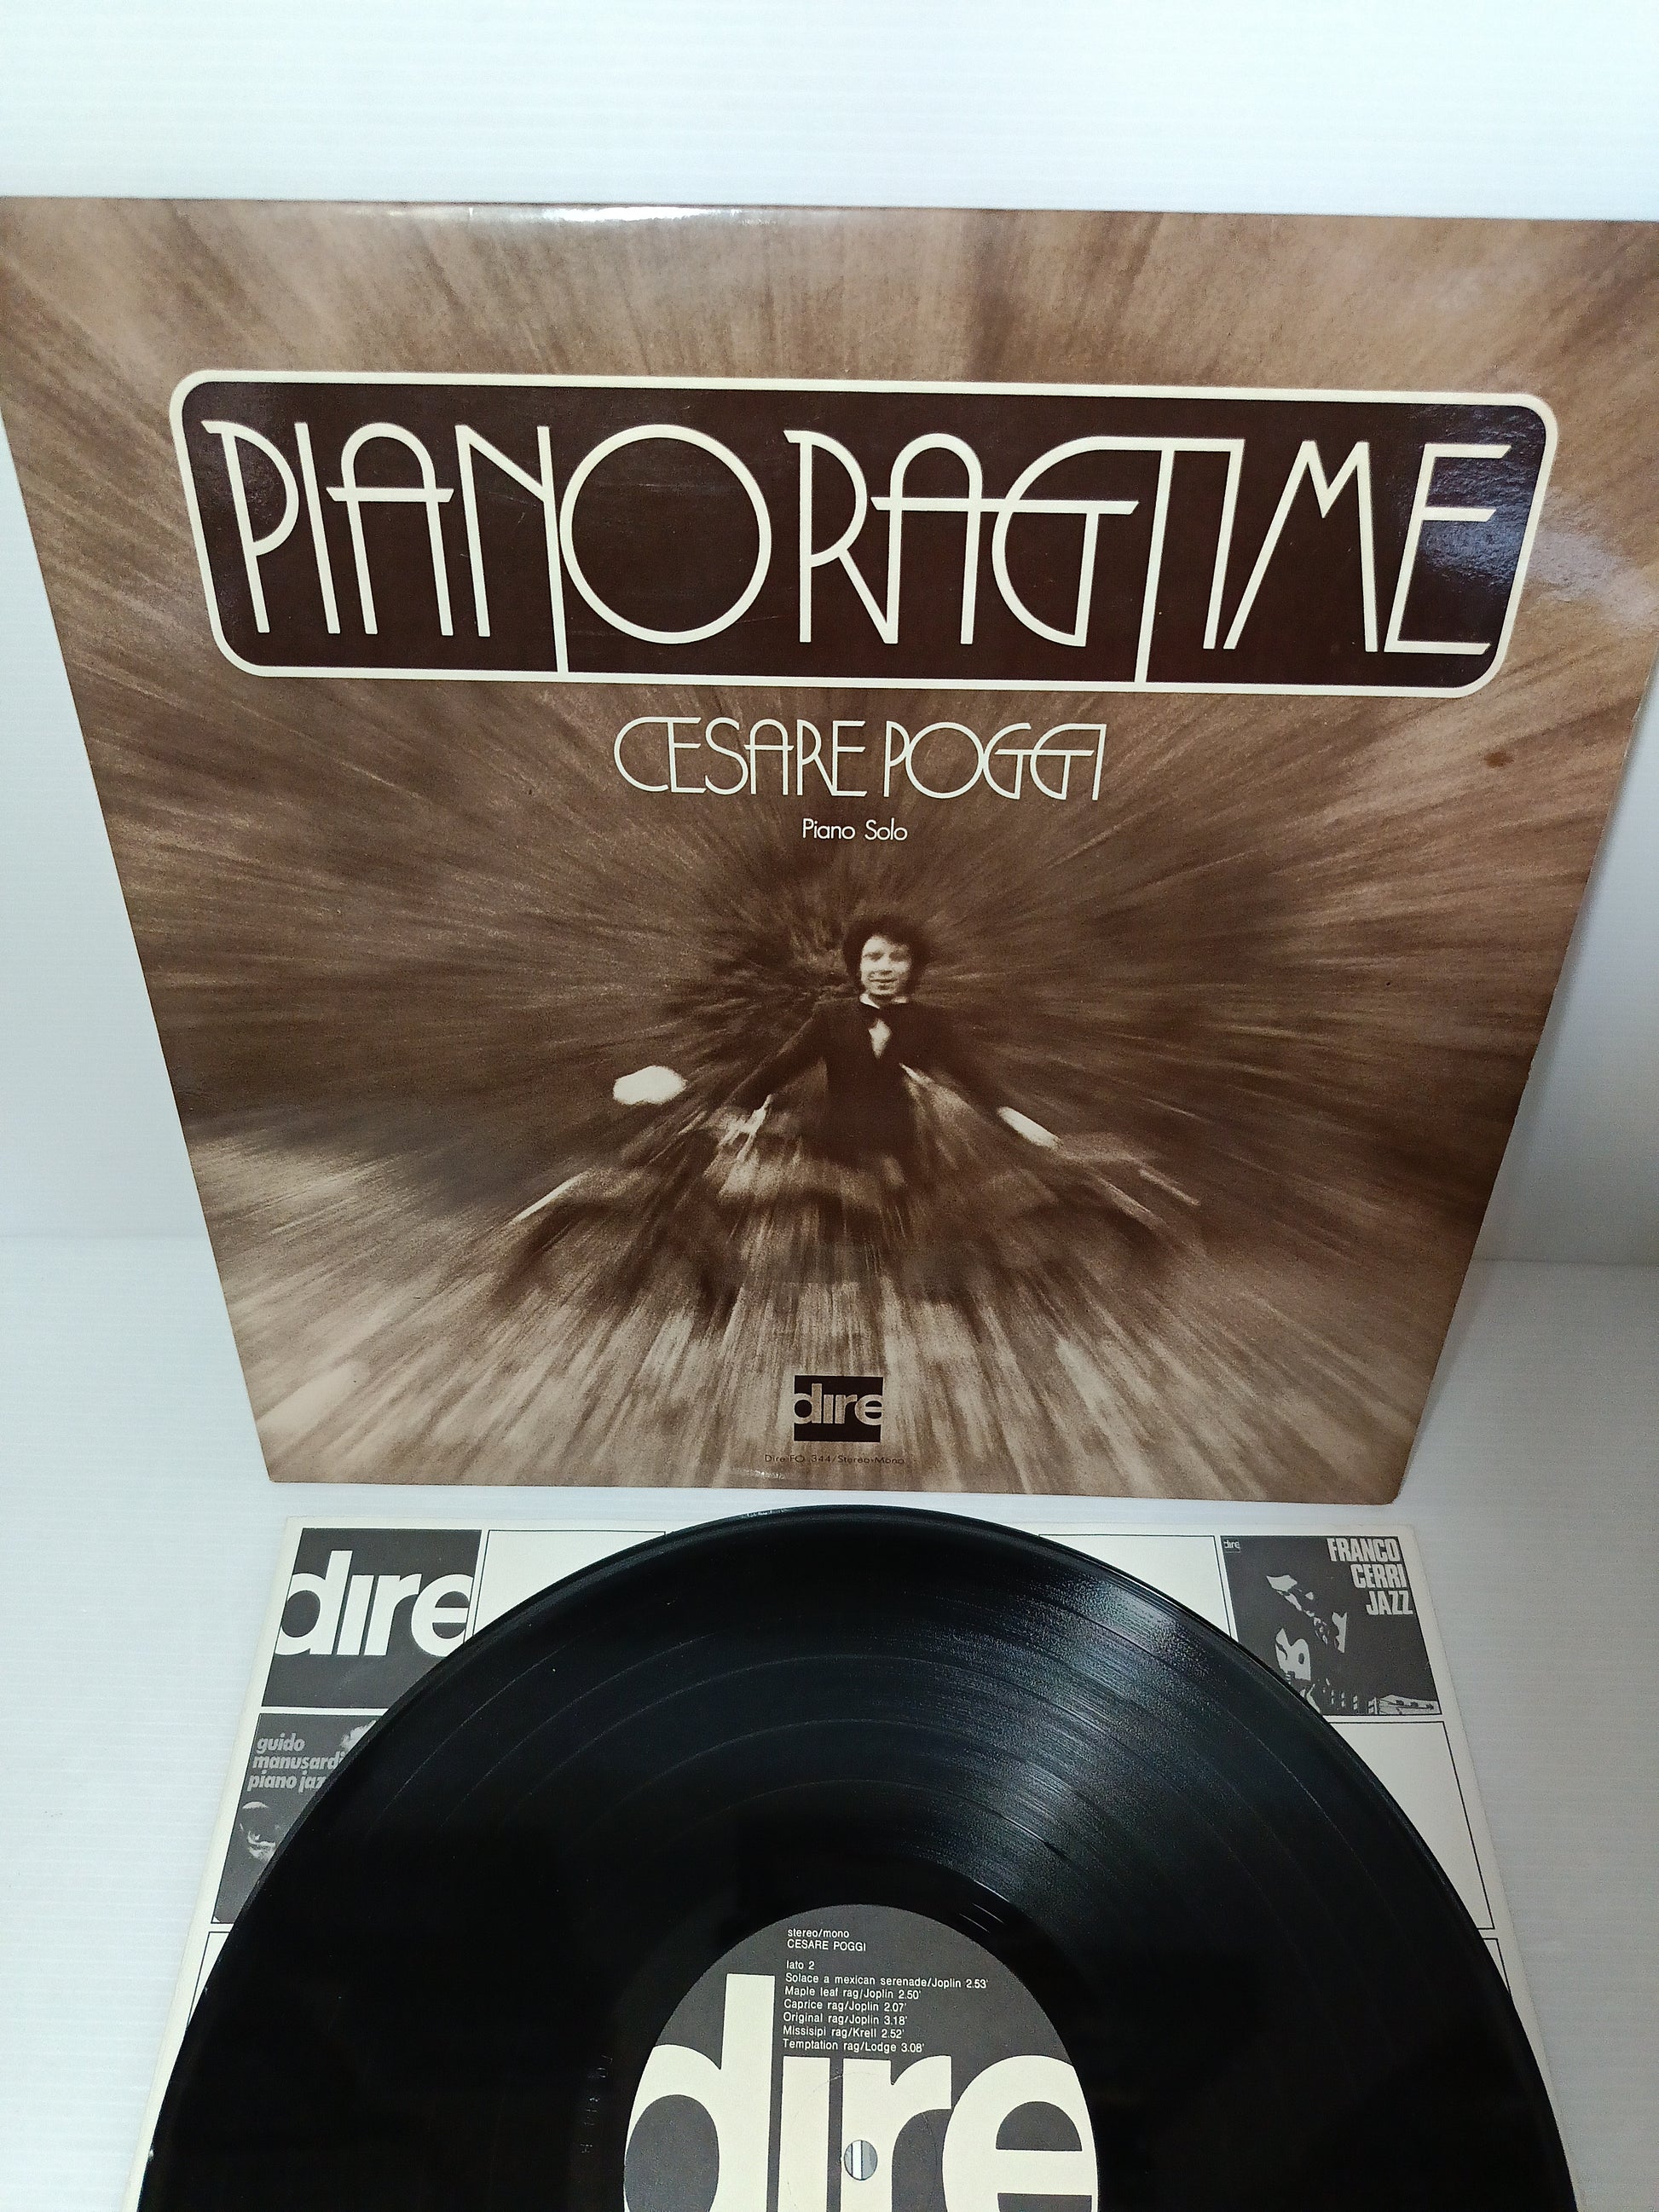 PIANO RAGTIME
CESARE POGGI
Piano Solo
dire
Dire FO 344/Stereo-Mono
dire
dire
FRANCO
CERRI
JAZZ
guido
manusardi
piano jaz
stereo/mono
CESARE POGGI
lato 2
Solace a mexican serenade/Joplin 2.53'
Maple leaf rag/Joplin 2.50'
Caprice rag/Joplin 2.07'
Original rag/Joplin 3.18'
Missisipi rag/Krell 2.52'
Temptation rag/Lodge 3.08'
dire